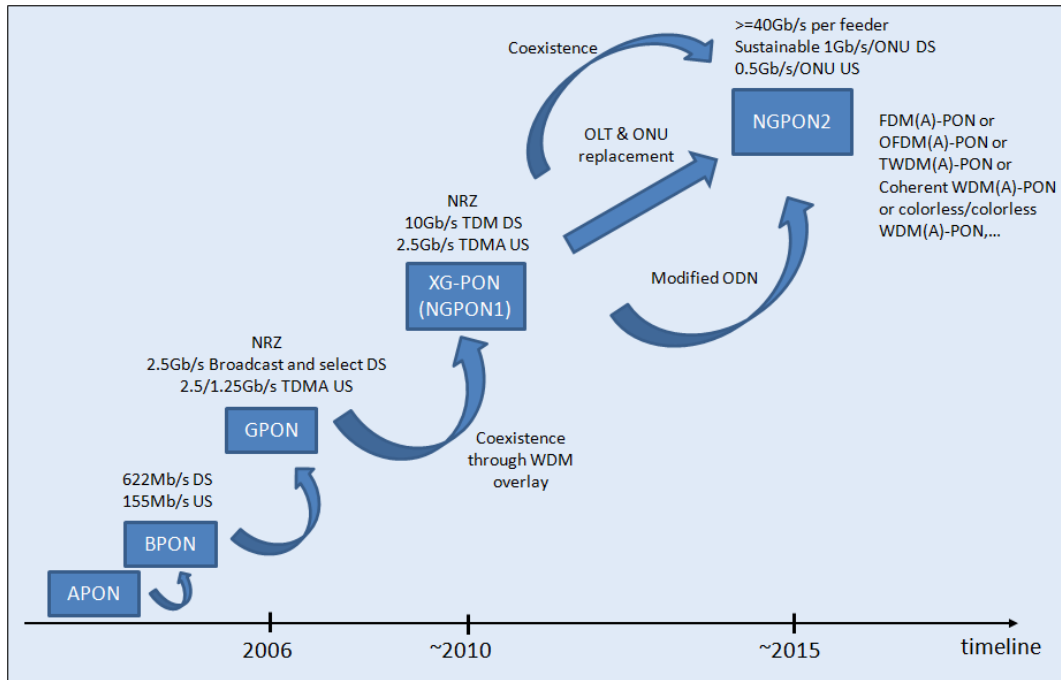 >=40Gb/s per feeder
Sustainable 1Gb/s/ONU DS
0.5Gb/s/ONU US
Coexistence
NGPON2
FDM(A)-PON or
OFDM(A)-PON or
TWDM(A)-PON or
Coherent WDM(A)-PON
or colorless/colorless
WDM(A)-PON,...
OLT & ONU
replacement
NRZ
10Gb/s TDM DS
2.5Gb/s TDMA US
XG-PON
(NGPON1)
Modified ODN
NRZ
2.5Gb/s Broadcast and select DS
2.5/1.25Gb/s TDMA US
GPON
Coexistence
through WDM
overlay
622Mb/s DS
155Mb/s US
BPON
APON
2006
~2010
~2015
timeline